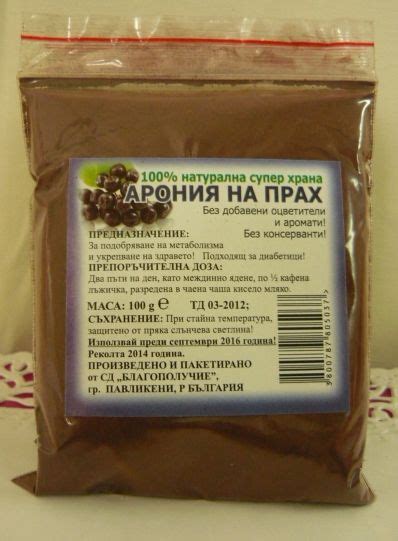 100% натурална супер храна
АРОНИЯ НА ПРАХ
Без добавени оцветители
и аромати!
Без консерванти!
ПРЕДНАЗНАЧЕНИЕ:
За подобряване на метаболизма
и укрепване на здравето! Подходящ за диабетици!
ПРЕПОРЪЧИТЕЛНА ДОЗА:
Два пъти на ден, като междинно ядене, по ½ кафена
лъжичка, разредена в чаена чаша кисело мляко.
МАСА: 100 g ℮ ТД 03-2012;
СЪХРАНЕНИЕ: При стайна температура,
защитено от пряка слънчева светлина!
Използвай преди септември 2016 година!
Реколта 2014 година.
ПРОИЗВЕДЕНО И ПАКЕТИРАНО
от СД „БЛАГОПОЛУЧИЕ”,
гр. ПАВЛИКЕНИ, Р БЪЛГАРИЯ
3800787805037>